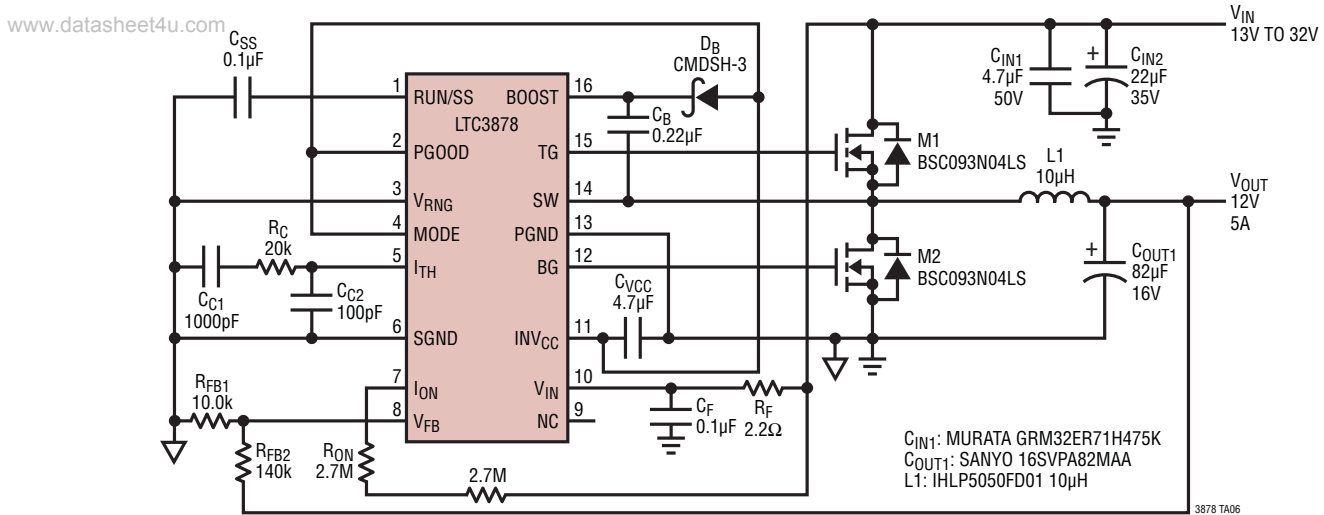 www.datasheet4u.com
CSS
0.1µF
DB
CMDSH-3
VIN
13V TO 32V
CIN1
4.7µF
50V
+
CIN2
22µF
35V
1
RUN/SS
BOOST
16
LTC3878
CB
0.22µF
2
PGOOD
TG
15
M1
BSC093N04LS
L1
10µH
3
VRNG
SW
14
VOUT
12V
5A
4
MODE
PGND
13
RC
20k
5
ITH
BG
12
M2
BSC093N04LS
+
COUT1
82µF
16V
CC1
1000pF
CC2
100pF
CVCC
4.7µF
6
SGND
INVCC
11
RFB1
10.0k
7
ION
VIN
10
8
VFB
NC
9
CF
0.1µF
RF
2.2Ω
RFB2
140k
RON
2.7M
2.7M
CIN1: MURATA GRM32ER71H475K
COUT1: SANYO 16SVPA82MAA
L1: IHLP5050FD01 10µH
3878 TA06